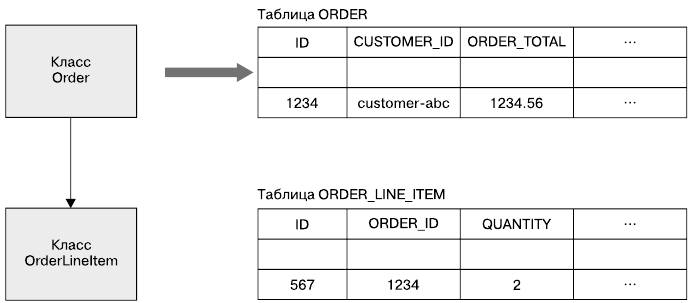 Таблица ORDER
Класс
Order
ID CUSTOMER_ID ORDER_TOTAL ...
1234 customer-abc 1234.56 ...
Таблица ORDER_LINE_ITEM
Класс
OrderLineItem
ID ORDER_ID QUANTITY ...
567 1234 2 ...